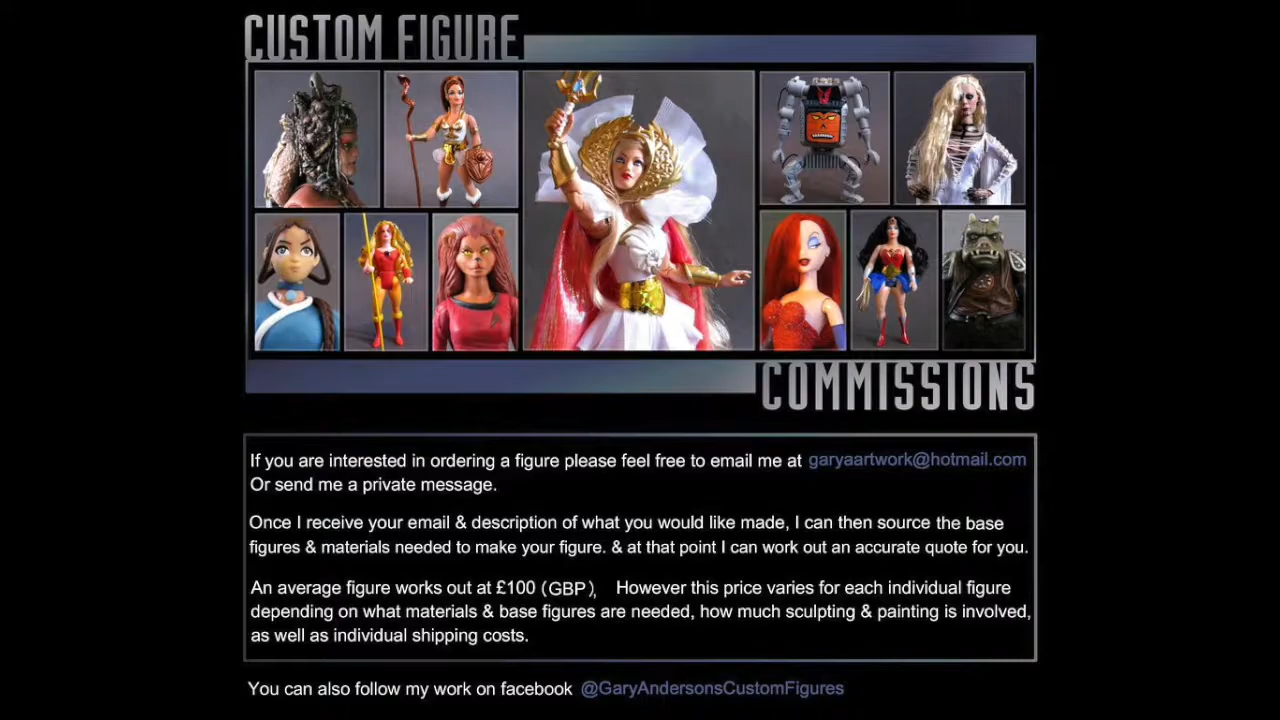 CUSTOM FIGURE
COMMISSIONS
If you are interested in ordering a figure please feel free to email me at garyaartwork@hotmail.com
Or send me a private message.
Once I receive your email & description of what you would like made, I can then source the base
figures & materials needed to make your figure. & at that point I can work out an accurate quote for you.
An average figure works out at £100 (GBP), However this price varies for each individual figure
depending on what materials & base figures are needed, how much sculpting & painting is involved,
as well as individual shipping costs.
You can also follow my work on facebook @GaryAndersonsCustomFigures